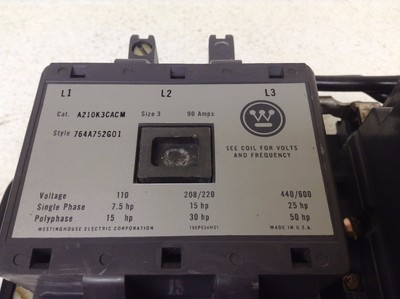 L1 L2 L3
Cat. A210K3CACM Size 3 90 Amps
Style 764A752G01
SEE COIL FOR VOLTS
AND FREQUENCY
Voltage 110 208/220 440/600
Single Phase 7.5 hp 15 hp 25 hp
Polyphase 15 hp 30 hp 50 hp
WESTINGHOUSE ELECTRIC CORPORATION MADE IN U.S.A.